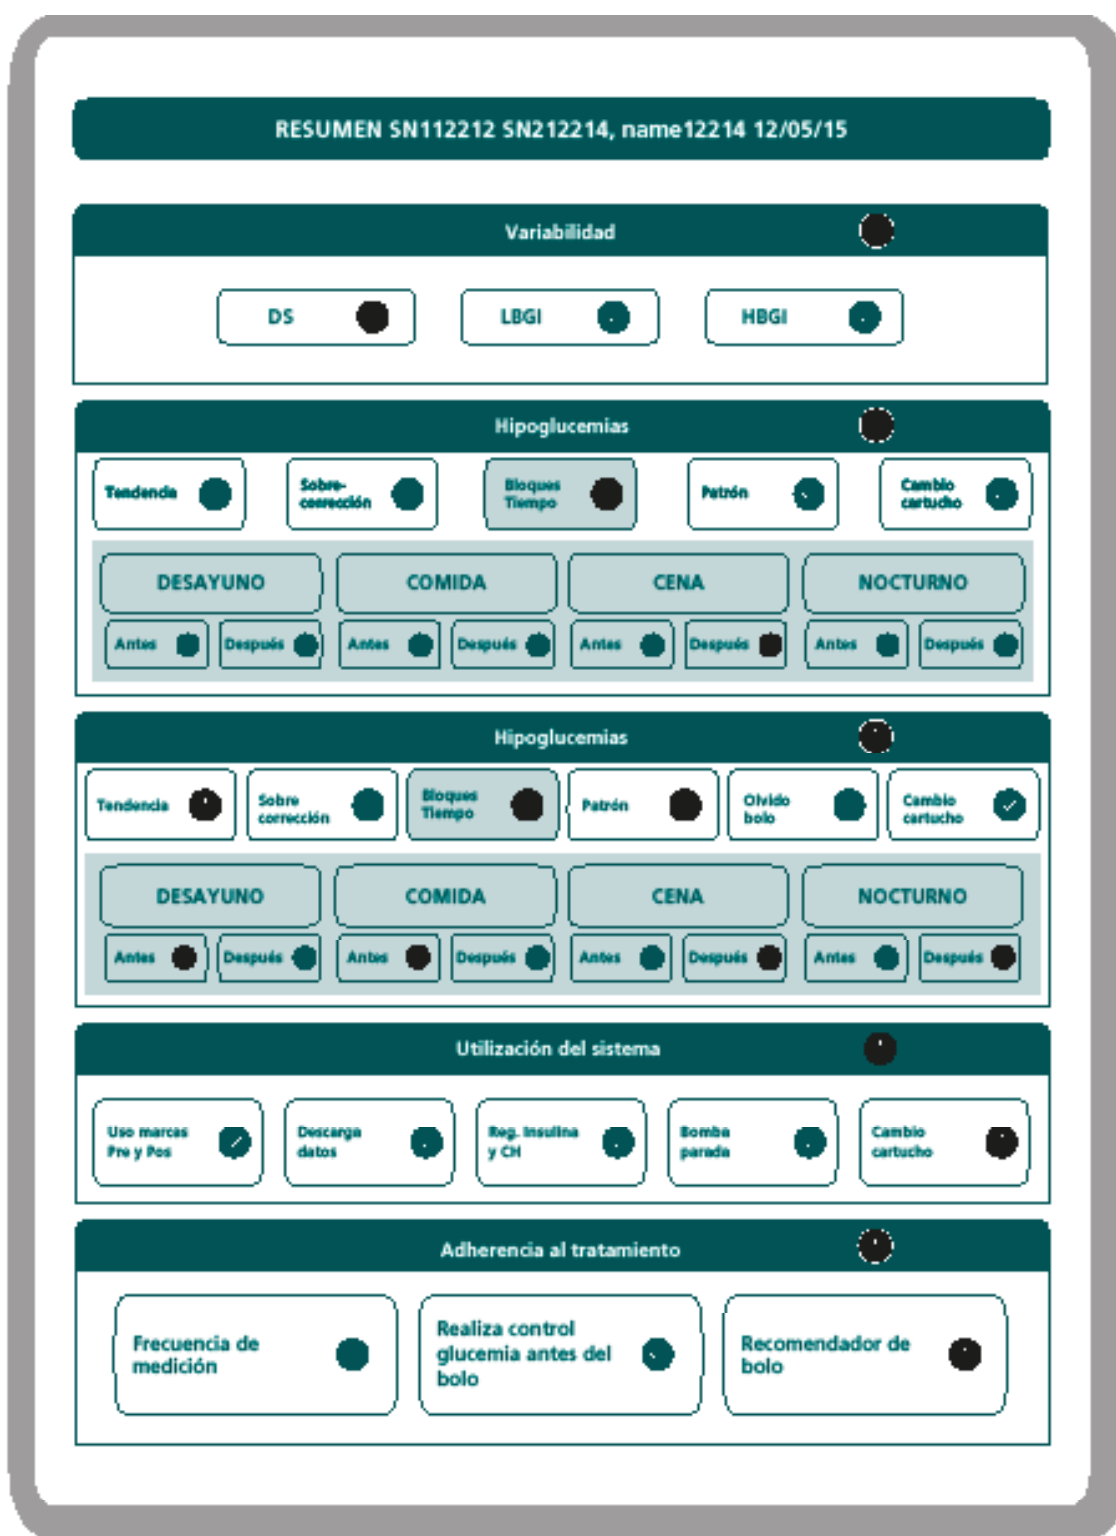 RESUMEN SN112212 SN212214, name12214 12/05/15
Variabilidad
DS
LBGI
HBGI
Hipoglucemias
Tendencia
Sobre-
corrección
Bloques
Tiempo
Patrón
Cambio
cartucho
DESAYUNO
COMIDA
CENA
NOCTURNO
Antes
Después
Antes
Después
Antes
Después
Antes
Después
Hipoglucemias
Tendencia
Sobre
corrección
Bloques
Tiempo
Patrón
Olvido
bolo
Cambio
cartucho
DESAYUNO
COMIDA
CENA
NOCTURNO
Antes
Después
Antes
Después
Antes
Después
Antes
Después
Utilización del sistema
Uso marcas
Pre y Pos
Descarga
datos
Reg. Insulina
y CH
Bomba
parada
Cambio
cartucho
Adherencia al tratamiento
Frecuencia de
medición
Realiza control
glucemia antes del
bolo
Recomendador de
bolo